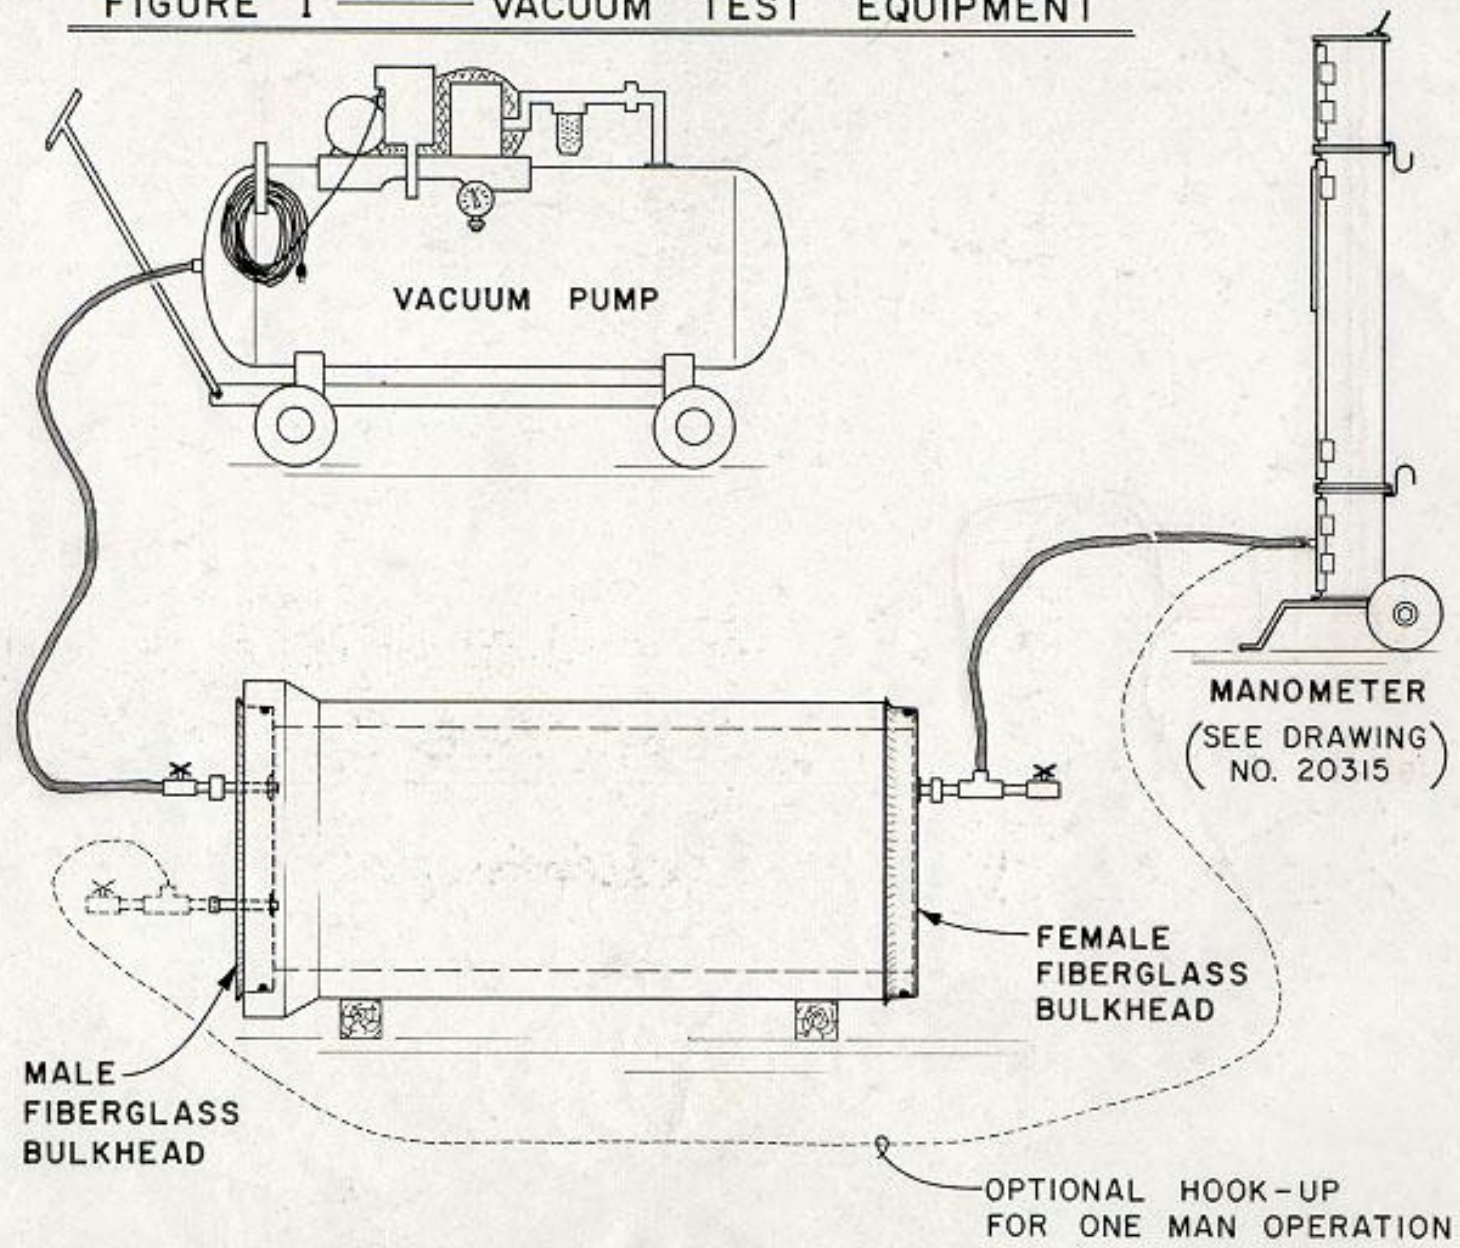 FIGURE 1 —— VACUUM TEST EQUIPMENT
VACUUM PUMP
MANOMETER
(SEE DRAWING
NO. 20315)
FEMALE
FIBERGLASS
BULKHEAD
MALE
FIBERGLASS
BULKHEAD
OPTIONAL HOOK-UP
FOR ONE MAN OPERATION